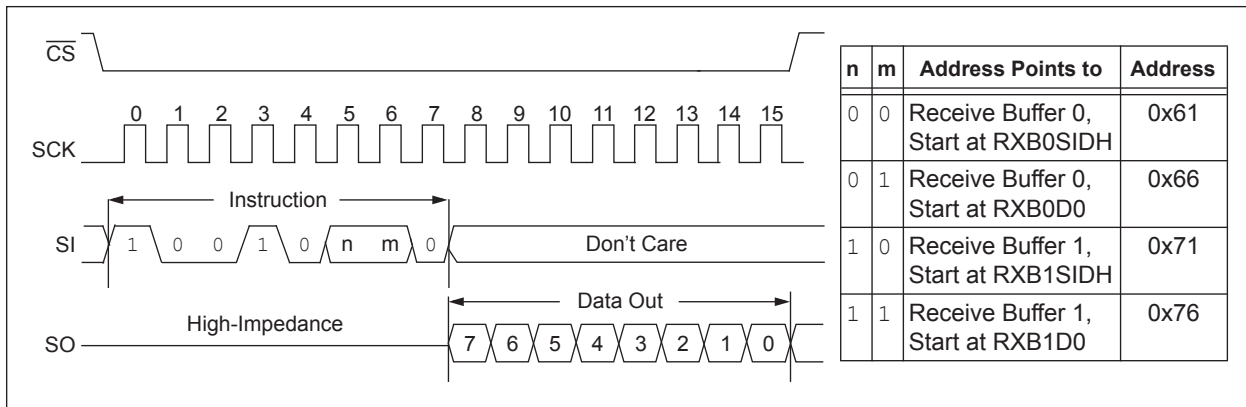 CS
0 1 2 3 4 5 6 7 8 9 10 11 12 13 14 15
SCK
Instruction
SI 1 0 0 1 0 n m 0 Don't Care
Data Out
High-Impedance
SO 7 6 5 4 3 2 1 0
n m Address Points to Address
0 0 Receive Buffer 0, 0x61
Start at RXB0SIDH
0 1 Receive Buffer 0, 0x66
Start at RXB0D0
1 0 Receive Buffer 1, 0x71
Start at RXB1SIDH
1 1 Receive Buffer 1, 0x76
Start at RXB1D0